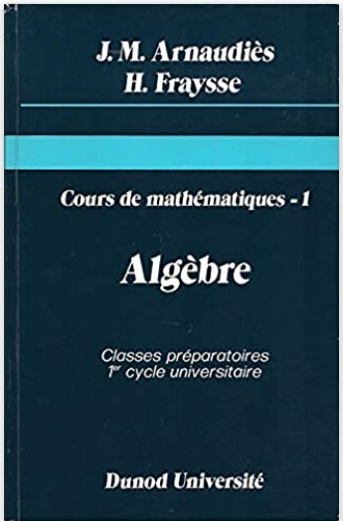 J. M. Arnaudiès
H. Fraysse
Cours de mathématiques - 1
Algèbre
Classes préparatoires
1er cycle universitaire
Dunod Université